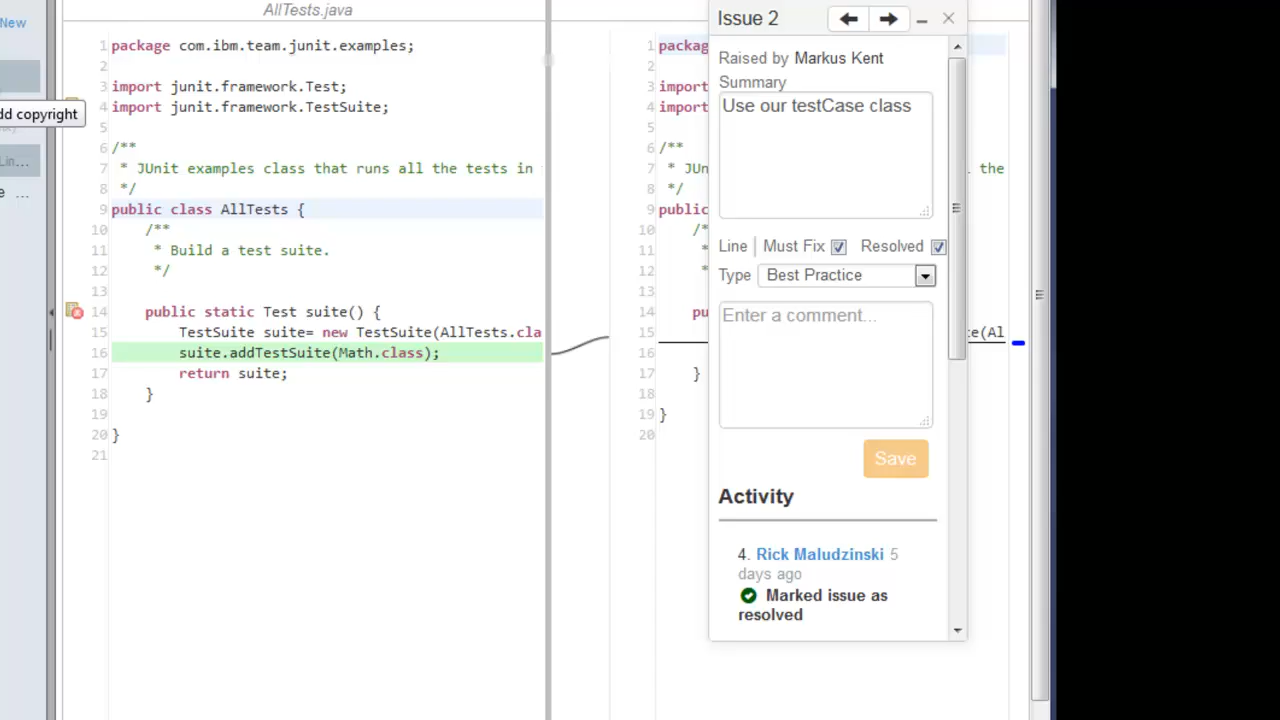 New
dd copyright
Lin...
e ...
AllTests.java
1 package com.ibm.team.junit.examples;
2
3 import junit.framework.Test;
4 import junit.framework.TestSuite;
5
6 /**
7 * JUnit examples class that runs all the tests in
8 */
9 public class AllTests {
10 /**
11 * Build a test suite.
12 */
13
14 public static Test suite() {
15 TestSuite suite= new TestSuite(AllTests.cla
16 suite.addTestSuite(Math.class);
17 return suite;
18 }
19
20 }
21
1 packag
2
3 import
4 import
5
6 /**
7 * JUn the
8 */
9 public
10 /*
11 *
12 *
13
14 pu
15 e(Al
16
17 }
18
19 }
20
Issue 2
Raised by Markus Kent
Summary
Use our testCase class
Line Must Fix Resolved
Type Best Practice
Enter a comment...
Save
Activity
4. Rick Maludzinski 5
days ago
Marked issue as
resolved